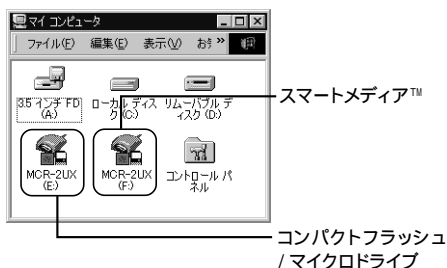 マイ コンピュータ
ファイル(F) 編集(E) 表示(V) お気 »
3.5 インチ FD
(A:)
ローカル ディス
ク (C:)
リムーバブル デ
ィスク (D:)
スマートメディア™
MCR-2UX
(E:)
MCR-2UX
(F:)
コントロール パ
ネル
コンパクトフラッシュ
/ マイクロドライブ